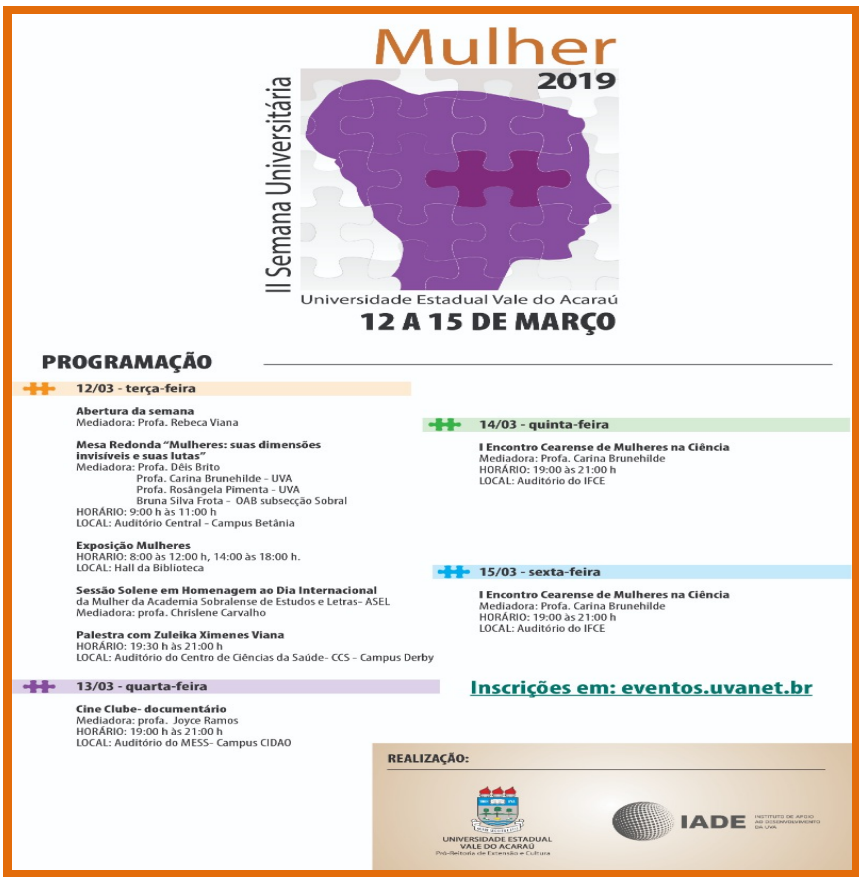 Mulher
2019
II Semana Universitária
Universidade Estadual Vale do Acaraú
12 A 15 DE MARÇO
PROGRAMAÇÃO
12/03 - terça-feira
Abertura da semana
Mediadora: Profa. Rebeca Viana
Mesa Redonda “Mulheres: suas dimensões
invisíveis e suas lutas”
Mediadora: Profa. Dêis Brito
Profa. Carina Brunehilde - UVA
Profa. Rosângela Pimenta - UVA
Bruna Silva Frota - OAB subsecção Sobral
HORÁRIO: 9:00 h às 11:00 h
LOCAL: Auditório Central - Campus Betânia
Exposição Mulheres
HORARIO: 8:00 às 12:00 h, 14:00 às 18:00 h.
LOCAL: Hall da Biblioteca
Sessão Solene em Homenagem ao Dia Internacional
da Mulher da Academia Sobralense de Estudos e Letras- ASEL
Mediadora: profa. Chrislene Carvalho
Palestra com Zuleika Ximenes Viana
HORÁRIO: 19:30 h às 21:00 h
LOCAL: Auditório do Centro de Ciências da Saúde- CCS - Campus Derby
13/03 - quarta-feira
Cine Clube- documentário
Mediadora: profa. Joyce Ramos
HORÁRIO: 19:00 h às 21:00 h
LOCAL: Auditório do MESS- Campus CIDAO
14/03 - quinta-feira
I Encontro Cearense de Mulheres na Ciência
Mediadora: Profa. Carina Brunehilde
HORÁRIO: 19:00 às 21:00 h
LOCAL: Auditório do IFCE
15/03 - sexta-feira
I Encontro Cearense de Mulheres na Ciência
Mediadora: Profa. Carina Brunehilde
HORÁRIO: 19:00 às 21:00 h
LOCAL: Auditório do IFCE
Inscrições em: eventos.uvanet.br
REALIZAÇÃO:
UNIVERSIDADE ESTADUAL
VALE DO ACARAÚ
Pró-Reitoria de Extensão e Cultura
IADE
INSTITUTO DE APOIO
AO DESENVOLVIMENTO
DA UVA